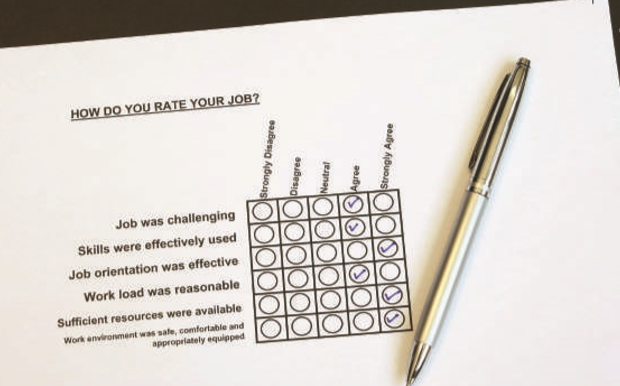 HOW DO YOU RATE YOUR JOB?
Strongly Disagree
Disagree
Neutral
Agree
Strongly Agree
Job was challenging
Skills were effectively used
Job orientation was effective
Work load was reasonable
Sufficient resources were available
Work environment was safe, comfortable and
appropriately equipped